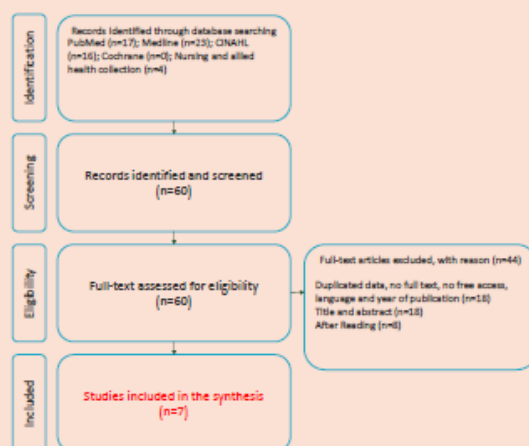 Identification
Records identified through database searching
PubMed (n=17); Medline (n=23); CINAHL
(n=16); Cochrane (n=0); Nursing and allied
health collection (n=4)
Screening
Records identified and screened
(n=60)
Eligibility
Full-text assessed for eligibility
(n=60)
Full-text articles excluded, with reason (n=44)
Duplicated data, no full text, no free access,
language and year of publication (n=18)
Title and abstract (n=18)
After Reading (n=8)
Included
Studies included in the synthesis
(n=7)